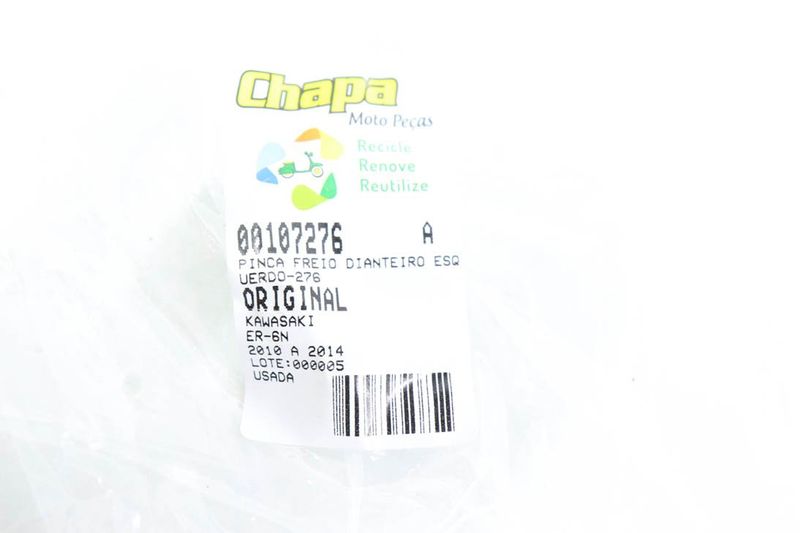 Chapa
Moto Peças
Recicle
Renove
Reutilize
00107276 A
PINCA FREIO DIANTEIRO ESQ
UERDO-276
ORIGINAL
KAWASAKI
ER-6N
2010 A 2014
LOTE:000005
USADA